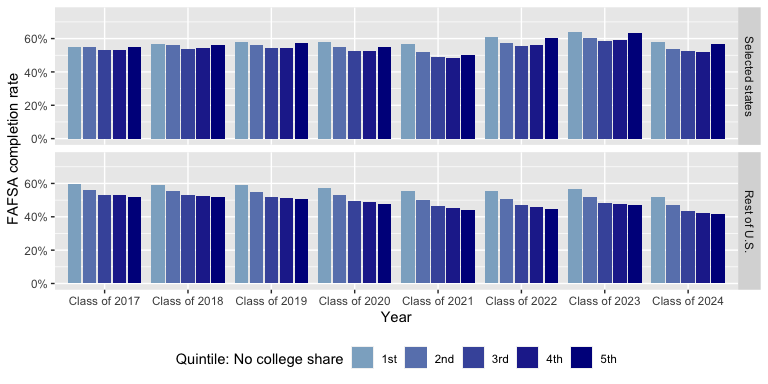 FAFSA completion rate
60%
40%
20%
0%
Selected states
60%
40%
20%
0%
Rest of U.S.
Class of 2017 Class of 2018 Class of 2019 Class of 2020 Class of 2021 Class of 2022 Class of 2023 Class of 2024
Year
Quintile: No college share 1st 2nd 3rd 4th 5th